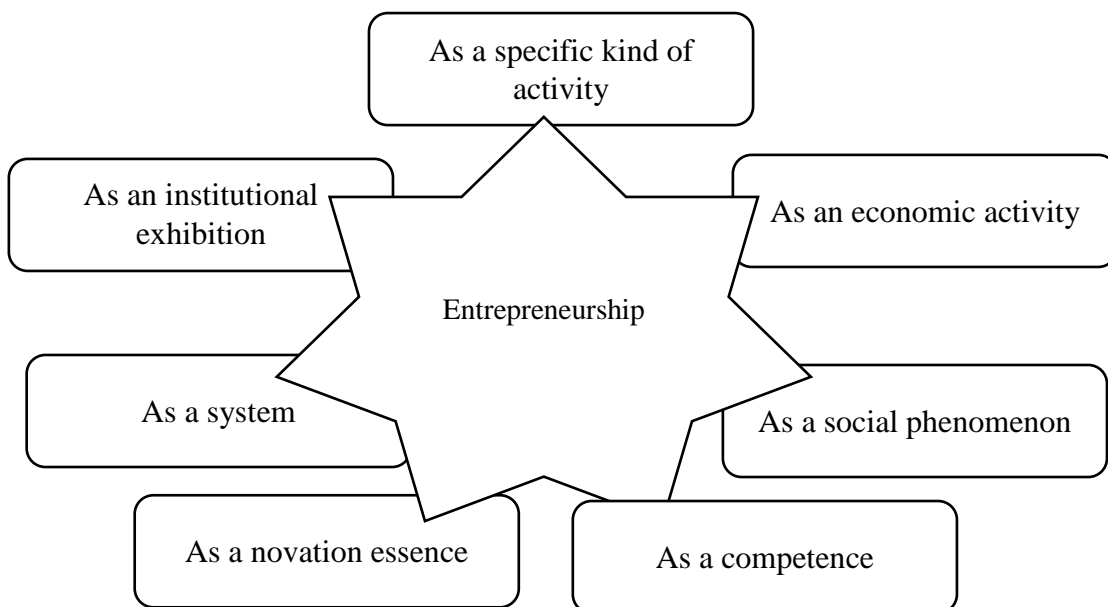 As a specific kind of
activity
As an institutional
exhibition
As an economic activity
Entrepreneurship
As a system
As a social phenomenon
As a novation essence
As a competence